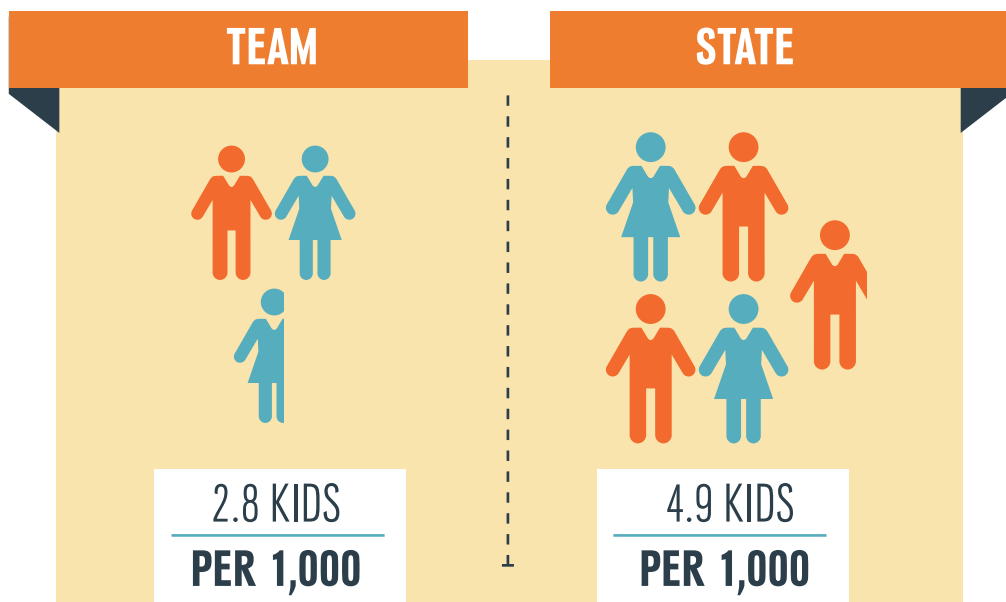 TEAM
STATE
2.8 KIDS
PER 1,000
4.9 KIDS
PER 1,000